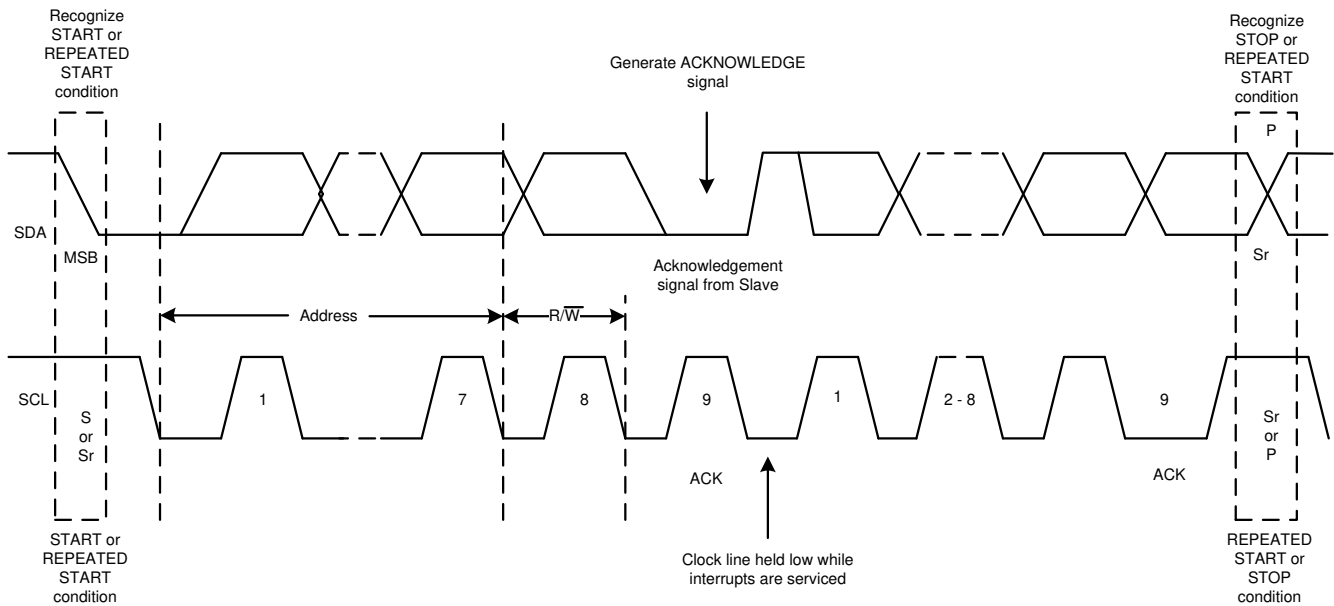 Recognize
START or
REPEATED
START
condition
Generate ACKNOWLEDGE
signal
Recognize
STOP or
REPEATED
START
condition
P
SDA
MSB
Acknowledgement
signal from Slave
Sr
Address
R/W̅
SCL
S
or
Sr
1
7
8
9
1
2 - 8
9
Sr
or
P
ACK
ACK
START or
REPEATED
START
condition
Clock line held low while
interrupts are serviced
REPEATED
START or
STOP
condition